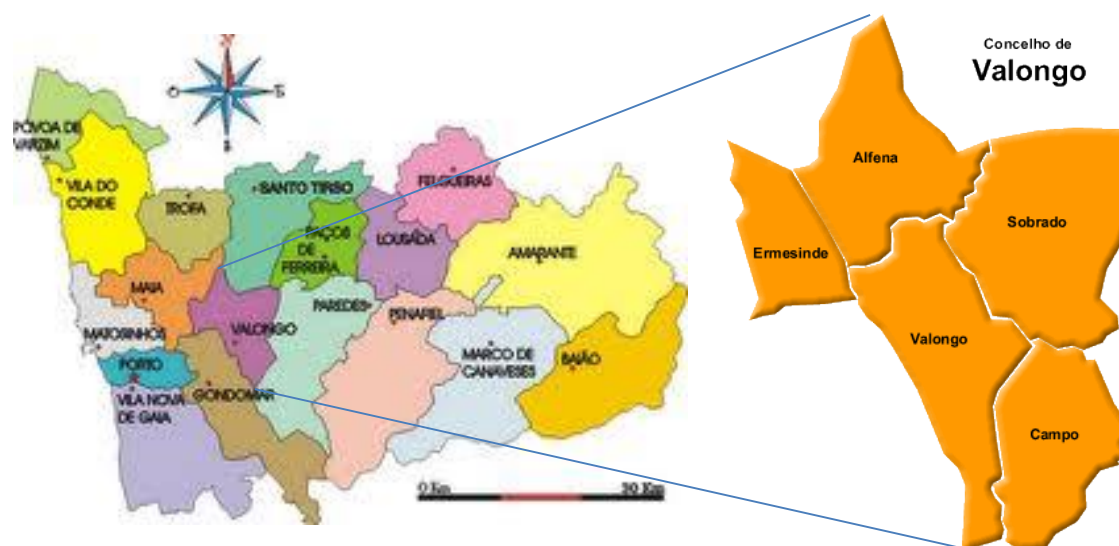 N
O
S
PÓVOA DE
VARZIM
VILA DO
CONDE
TROFA
SANTO TIRSO
FELGUEIRAS
PAÇOS
DE
FERREIRA
LOUSADA
AMARANTE
MAIA
PAREDES
PENAFIEL
MATOSINHOS
VALONGO
MARCO DE
CANAVESES
BAIÃO
PORTO
GONDOMAR
VILA NOVA
DE GAIA
0 Km
Km
Concelho de
Valongo
Alfena
Sobrado
Ermesinde
Valongo
Campo